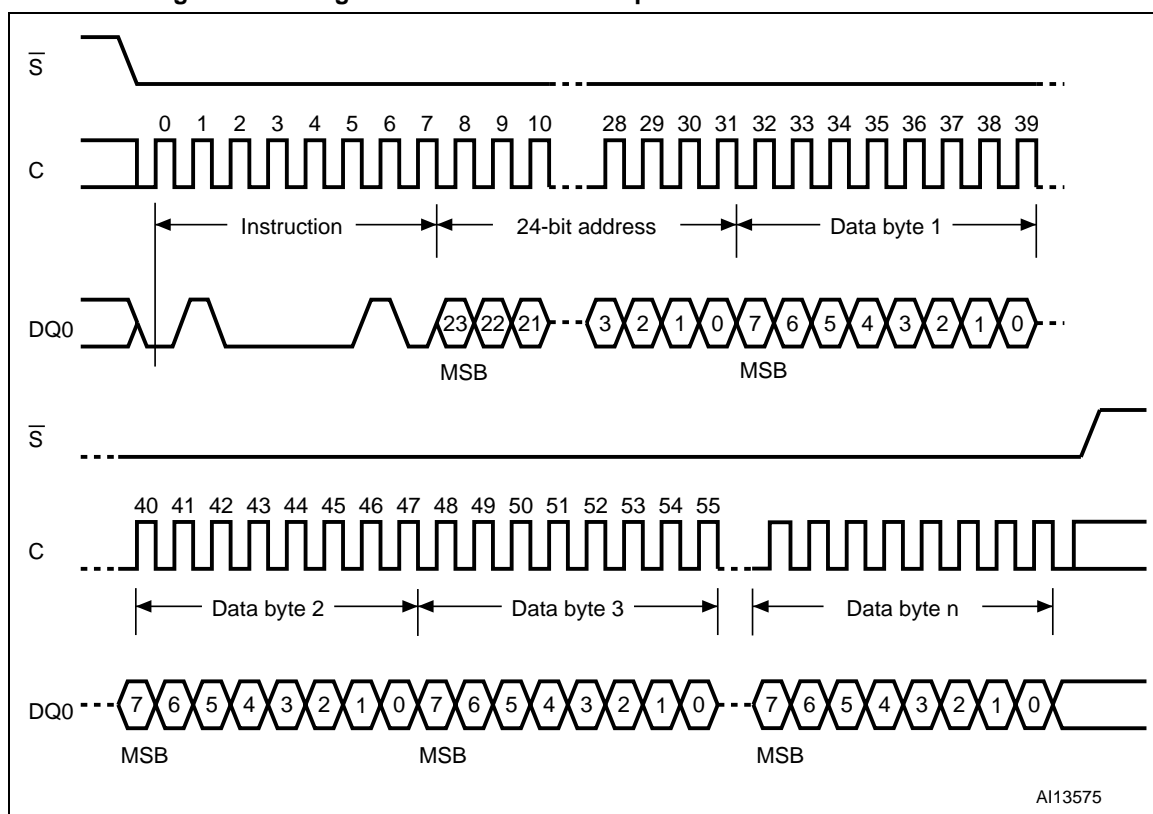 S̅
0 1 2 3 4 5 6 7 8 9 10 28 29 30 31 32 33 34 35 36 37 38 39
C
Instruction 24-bit address Data byte 1
DQ0 23 22 21 3 2 1 0 7 6 5 4 3 2 1 0
MSB MSB
S̅
40 41 42 43 44 45 46 47 48 49 50 51 52 53 54 55
C
Data byte 2 Data byte 3 Data byte n
DQ0 7 6 5 4 3 2 1 0 7 6 5 4 3 2 1 0 7 6 5 4 3 2 1 0
MSB MSB MSB
AI13575